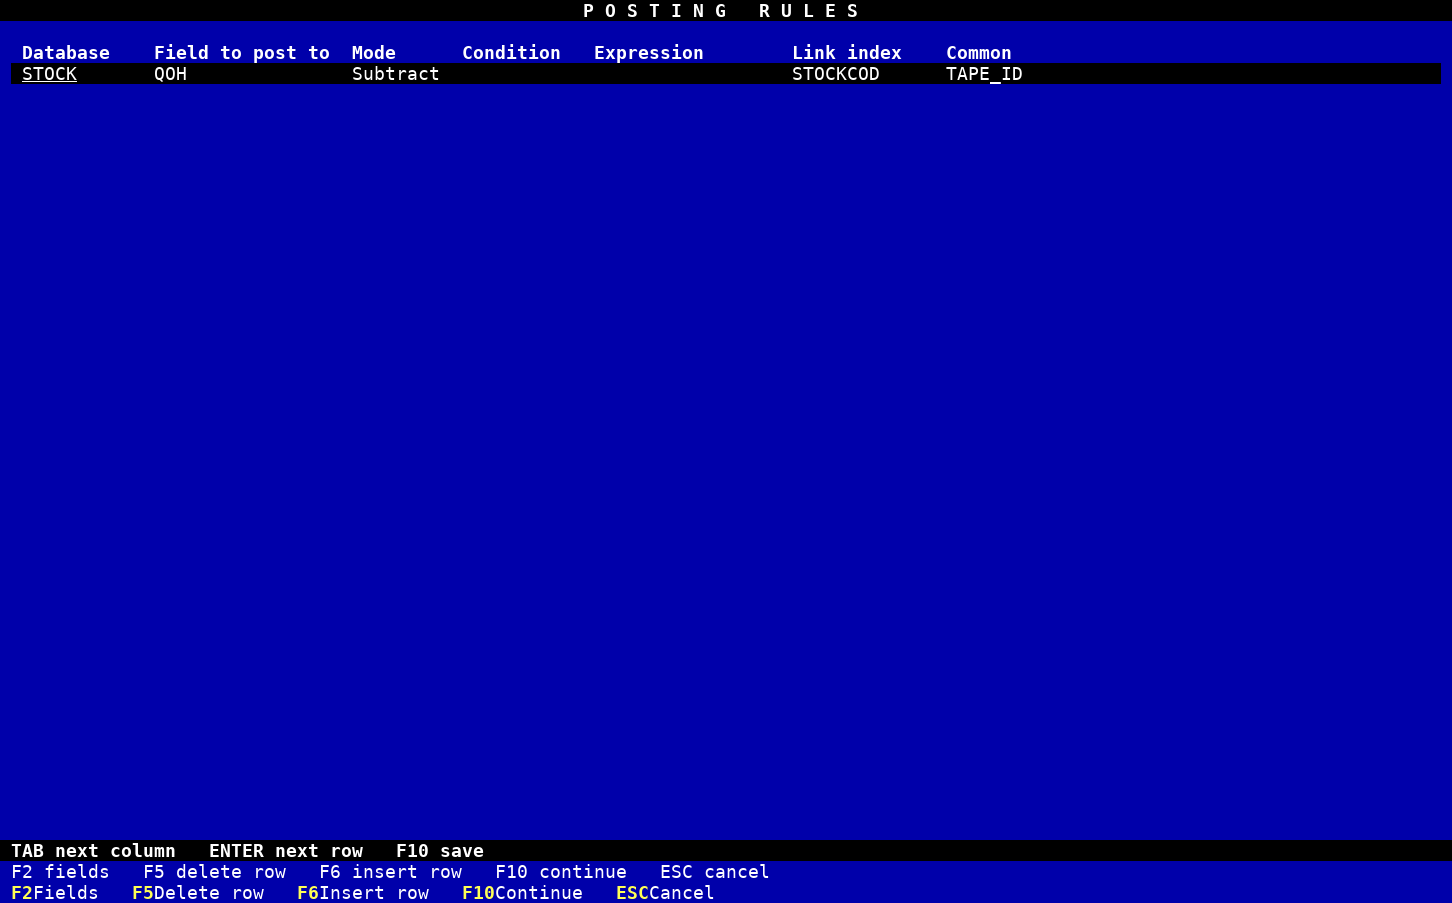 P O S T I N G   R U L E S
Database    Field to post to  Mode      Condition   Expression        Link index    Common
STOCK       QOH               Subtract                                STOCKCOD      TAPE_ID
TAB next column   ENTER next row   F10 save
F2 fields   F5 delete row   F6 insert row   F10 continue   ESC cancel
F2Fields   F5Delete row   F6Insert row   F10Continue   ESCCancel